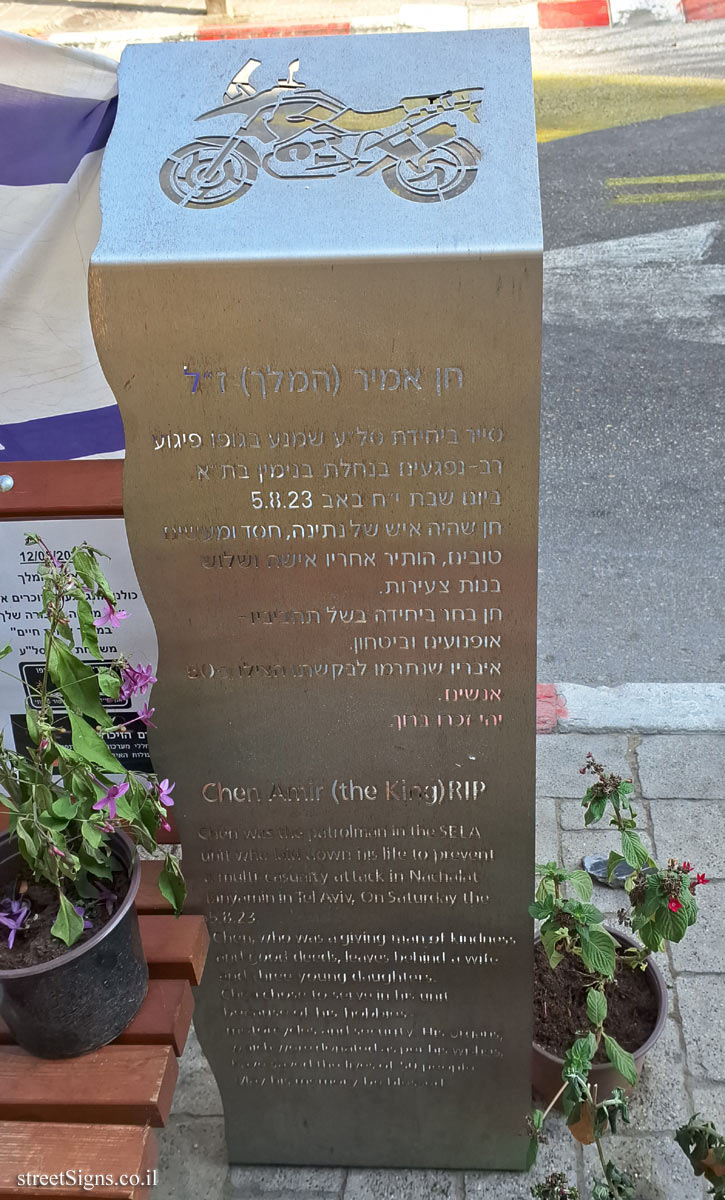 חן אמיר (המלך) ז״ל
סייר ביחידת סל״ע שמנע בגופו פיגוע
רב-נפגעים בנחלת בנימין בת״א
ביום שבת י״ח באב 5.8.23
חן שהיה איש של נתינה, חסד ומעשים
טובים, הותיר אחריו אישה ושלוש
בנות צעירות.
חן בחר ביחידה בשל תחביביו-
אופנועים וביטחון.
איבריו שנתרמו לבקשתו הצילו כ-50
אנשים.
יהי זכרו ברוך.
Chen Amir (the King) RIP
Chen was the patrolman in the SELA
unit who laid down his life to prevent
a multi-casualty attack in Nachalat
Binyamin in Tel Aviv, On Saturday the
5.8.23
Chen, who was a giving man of kindness
and good deeds, leaves behind a wife
and three young daughters.
Chen chose to serve in his unit
because of his hobbies:
motorcycles and security. His organs,
which were donated as per his wishes,
have saved the lives of 50 people.
May his memory be blessed
המלך
streetSigns.co.il